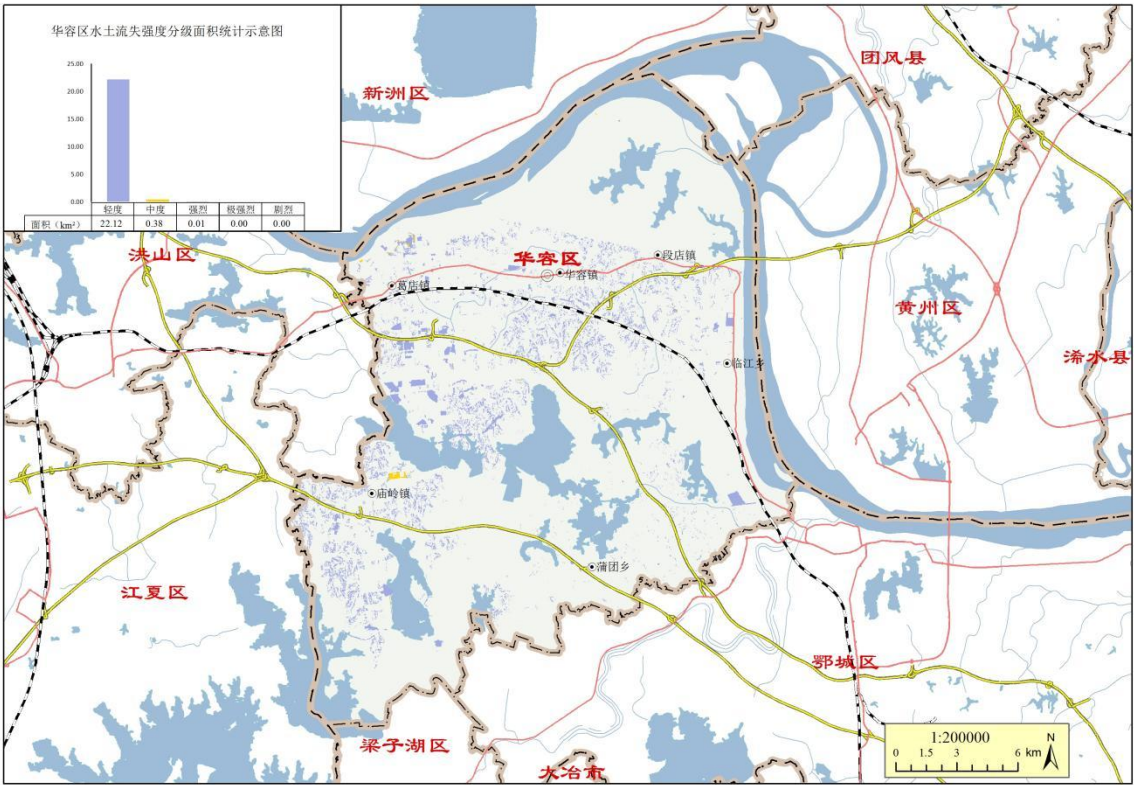 华容区水土流失强度分级面积统计示意图
25.00
20.00
15.00
10.00
5.00
0.00
轻度 中度 强烈 极强烈 剧烈
面积(km²) 22.12 0.38 0.01 0.00 0.00
新洲区
团风县
洪山区
华容区
段店镇
华容镇
葛店镇
黄州区
浠水县
临江乡
庙岭镇
蒲团乡
江夏区
鄂城区
梁子湖区
大冶市
1:200000
N
0 1.5 3 6 km